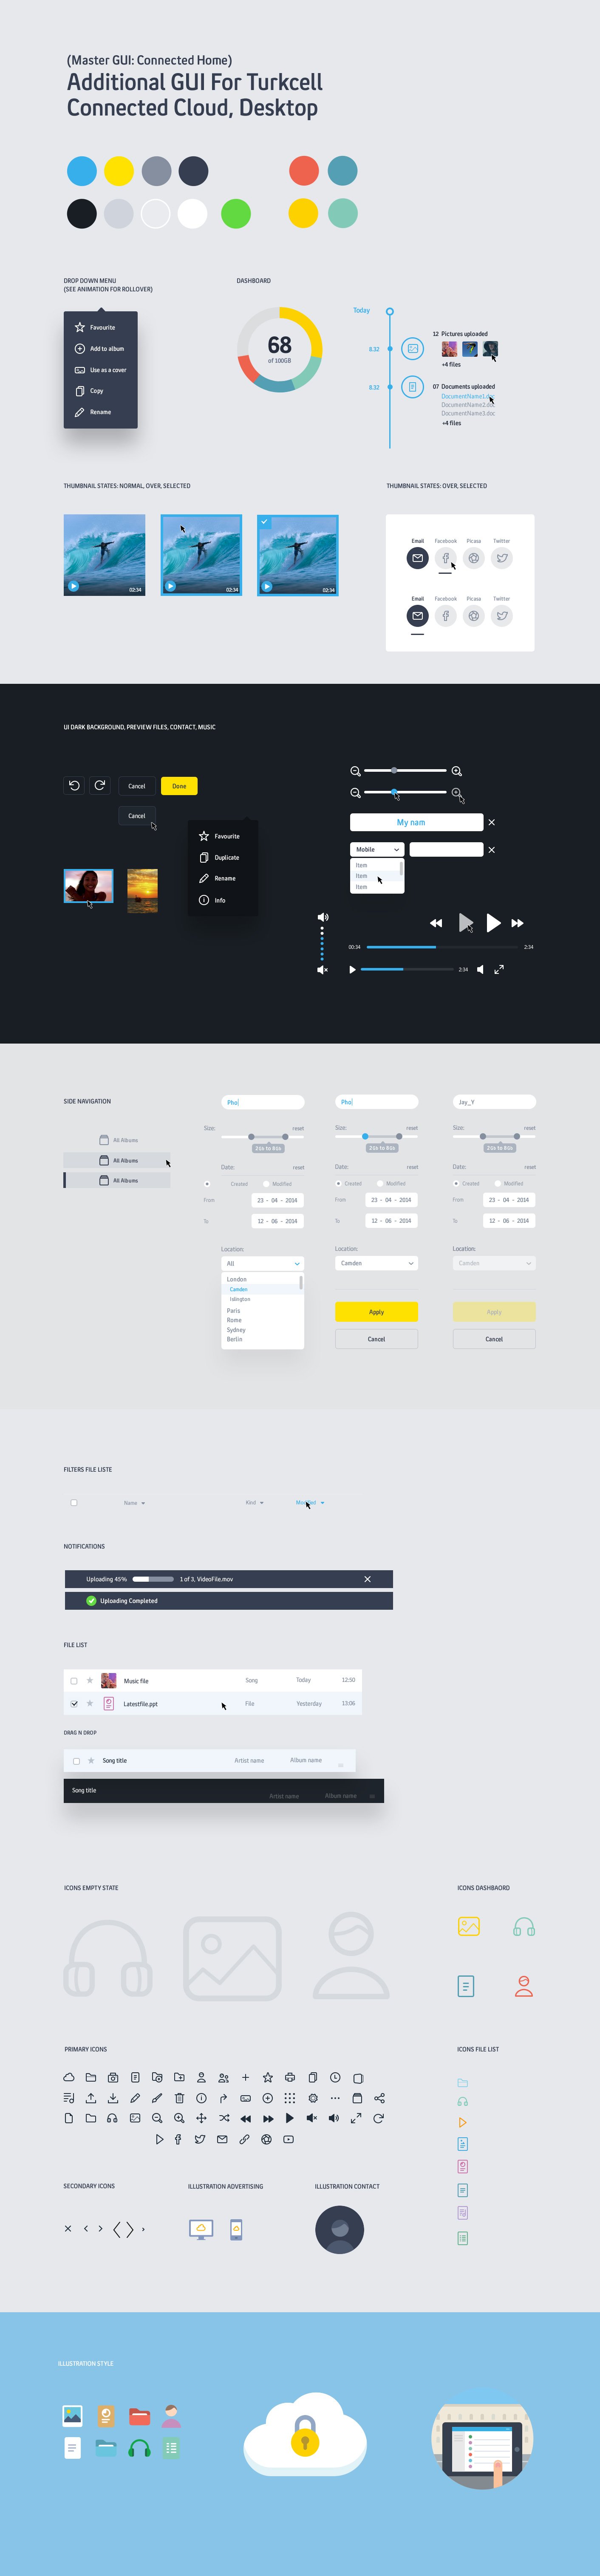 (Master GUI: Connected Home)
Additional GUI For Turkcell
Connected Cloud, Desktop
DROP DOWN MENU
(SEE ANIMATION FOR ROLLOVER)
Favourite
Add to album
Use as a cover
Copy
Rename
DASHBOARD
68
of 100GB
Today
8:32
12 Pictures uploaded
+4 files
8:32
07 Documents uploaded
DocumentName1.doc
DocumentName2.doc
DocumentName3.doc
+4 files
THUMBNAIL STATES: NORMAL, OVER, SELECTED
02:34
02:34
02:34
THUMBNAIL STATES: OVER, SELECTED
Email Facebook Picasa Twitter
Email Facebook Picasa Twitter
UI DARK BACKGROUND, PREVIEW FILES, CONTACT, MUSIC
Cancel
Done
Cancel
Favourite
Duplicate
Rename
Info
My nam
Mobile
Item
Item
Item
00:34
2:34
2:34
SIDE NAVIGATION
All Albums
All Albums
All Albums
Pho
Size:
reset
Date:
reset
Created
Modified
From
23 - 04 - 2014
To
12 - 06 - 2014
Location:
All
London
Camden
Islington
Paris
Rome
Sydney
Berlin
Pho
Size:
reset
Date:
reset
Created
Modified
From
23 - 04 - 2014
To
12 - 06 - 2014
Location:
Camden
Apply
Cancel
Jay_Y
Size:
reset
Date:
reset
Created
Modified
From
23 - 04 - 2014
To
12 - 06 - 2014
Location:
Camden
Apply
Cancel
FILTERS FILE LISTE
Name
Kind
Modified
NOTIFICATIONS
Uploading 45%
1 of 3, VideoFile.mov
Uploading Completed
FILE LIST
Music file
Song
Today
12:50
Latestfile.ppt
File
Yesterday
13:06
DRAG N DROP
Song title
Artist name
Album name
Song title
Artist name
Album name
ICONS EMPTY STATE
ICONS DASHBAORD
PRIMARY ICONS
ICONS FILE LIST
SECONDARY ICONS
ILLUSTRATION ADVERTISING
ILLUSTRATION CONTACT
ILLUSTRATION STYLE